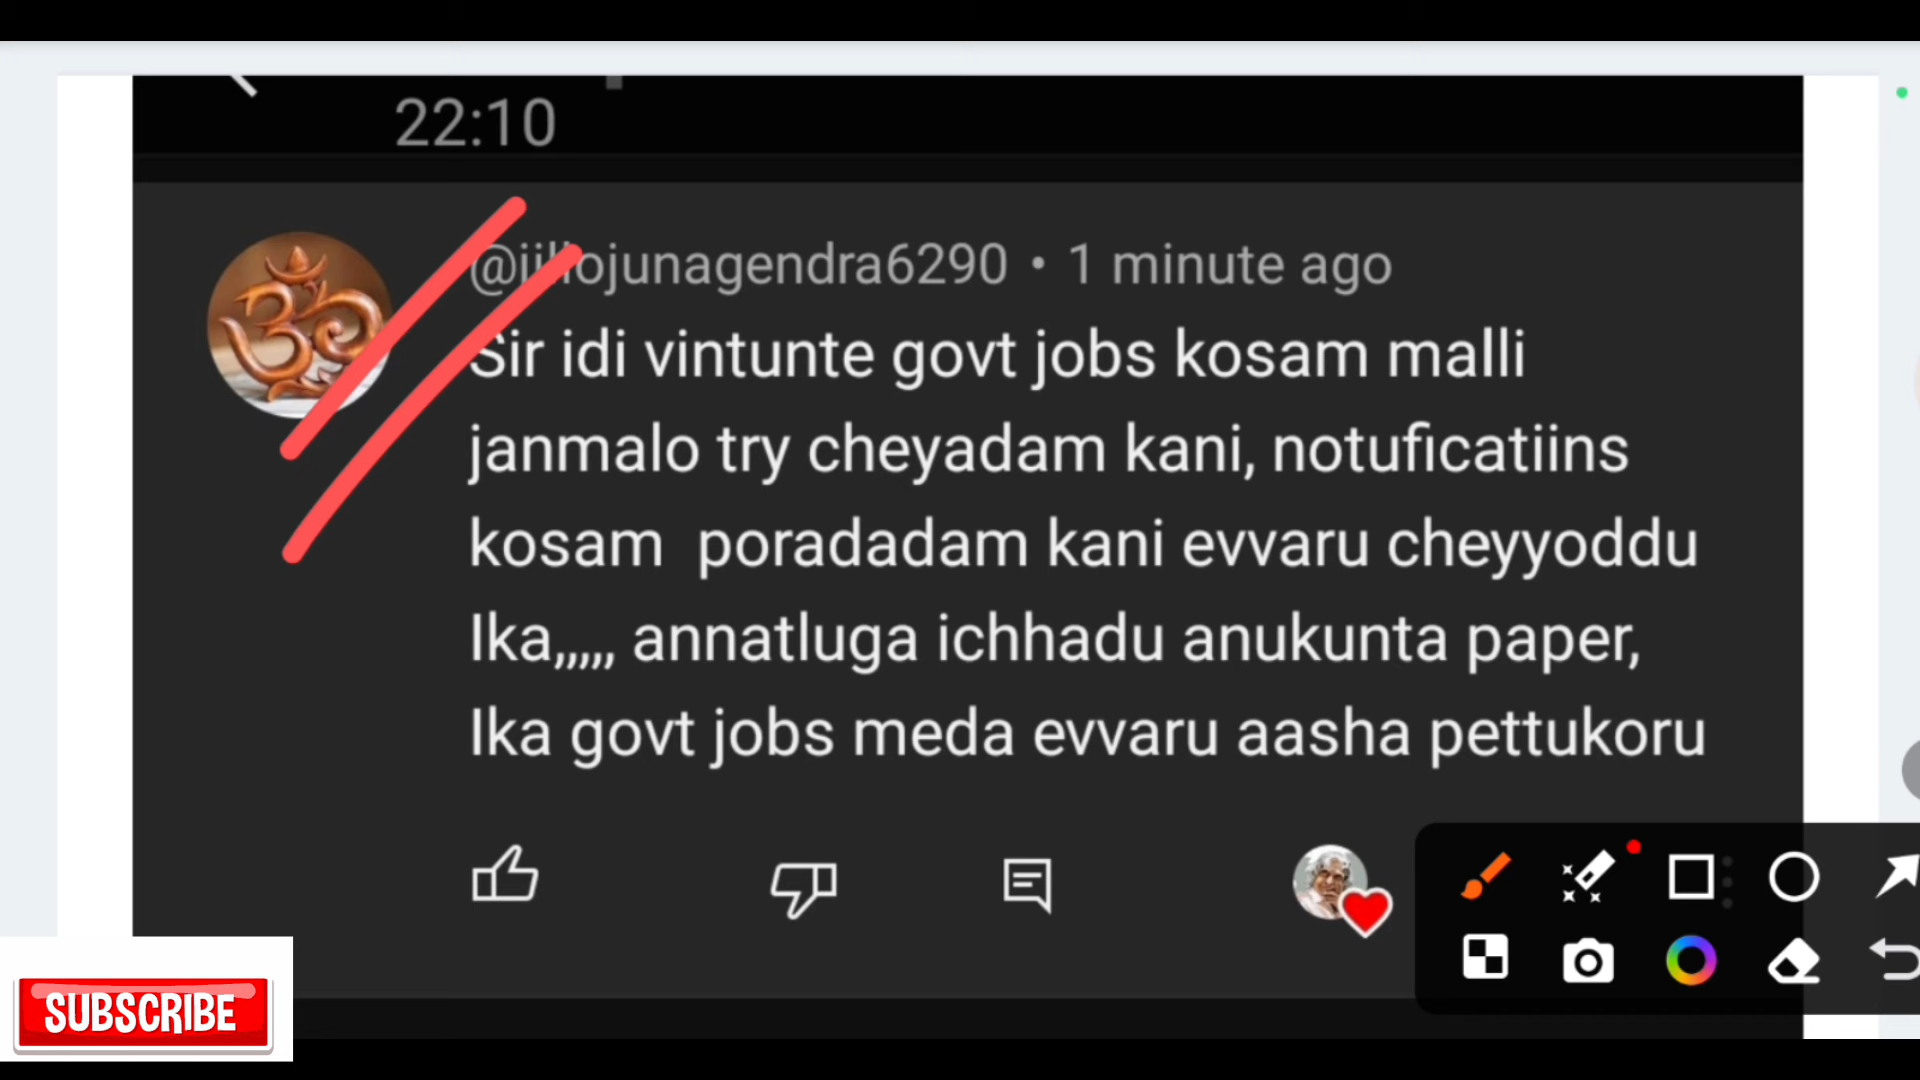 22:10
1 minute ago
Sir idi vintunte govt jobs kosam malli
janmalo try cheyadam kani, notuficatiins
kosam poradadam kani evvaru cheyyoddu
Ika,,,,, annatluga ichhadu anukunta paper,
Ika govt jobs meda evvaru aasha pettukoru
SUBSCRIBE